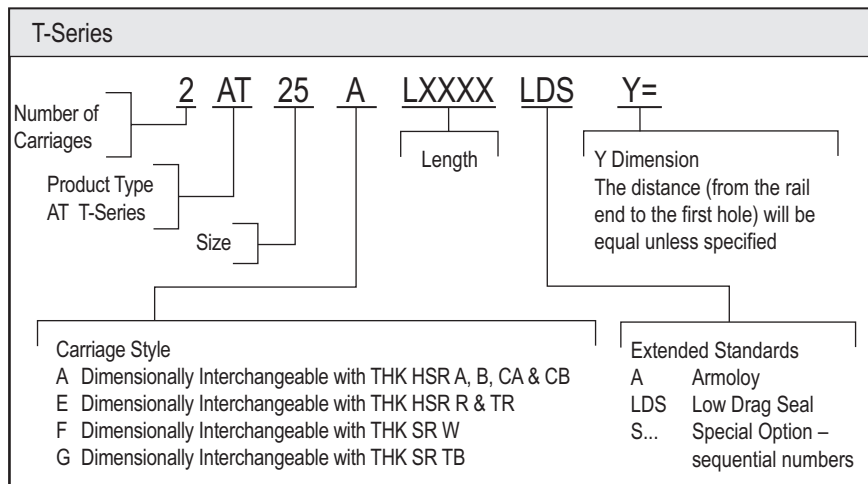 T-Series
2 AT 25 A LXXXX LDS Y=
Number of
Carriages
Product Type
AT T-Series
Size
Length
Y Dimension
The distance (from the rail
end to the first hole) will be
equal unless specified
Carriage Style
A Dimensionally Interchangeable with THK HSR A, B, CA & CB
E Dimensionally Interchangeable with THK HSR R & TR
F Dimensionally Interchangeable with THK SR W
G Dimensionally Interchangeable with THK SR TB
Extended Standards
A Armoloy
LDS Low Drag Seal
S... Special Option –
sequential numbers